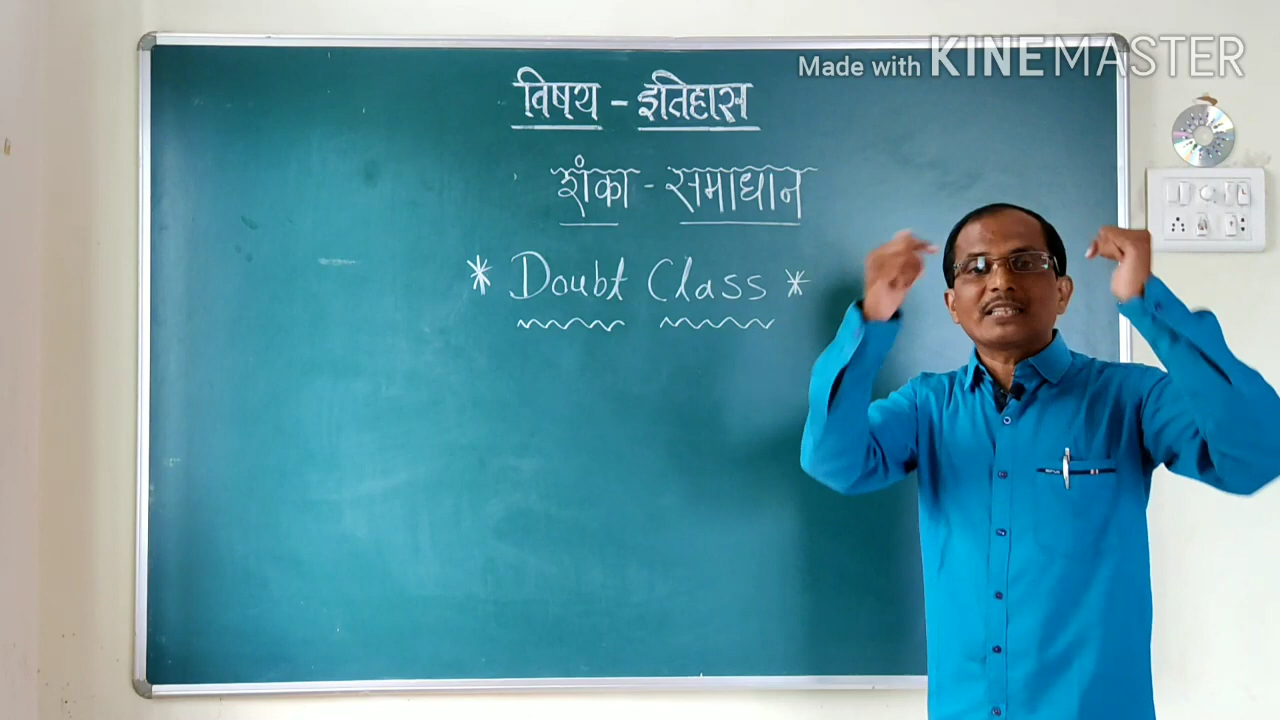 Made with KINEMASTER
विषय - इतिहास
शंका - समाधान
* Doubt Class *